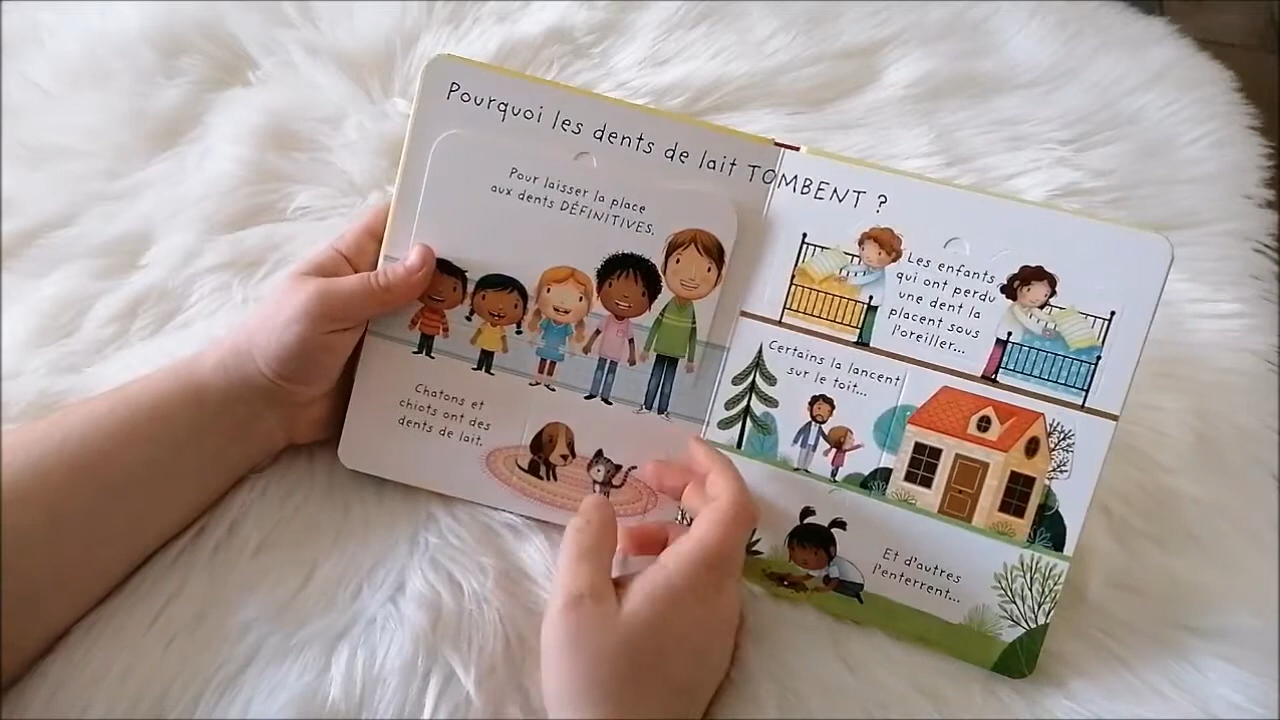 Pourquoi les dents de lait TOMBENT ?
Pour laisser la place
aux dents DÉFINITIVES.
Chatons et
chiots ont des
dents de lait.
Les enfants
qui ont perdu
une dent la
placent sous
l'oreiller...
Certains la lancent
sur le toit...
Et d'autres
l'enterrent...